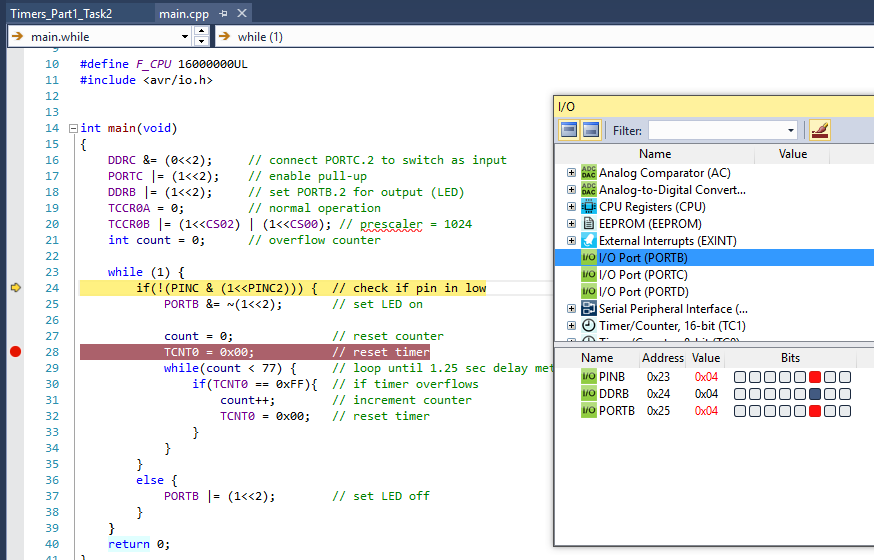 Timers_Part1_Task2 main.cpp
main.while while (1)
9
10 #define F_CPU 16000000UL
11 #include <avr/io.h>
12
13
14 int main(void)
15 {
16 DDRC &= (0<<2); // connect PORTC.2 to switch as input
17 PORTC |= (1<<2); // enable pull-up
18 DDRB |= (1<<2); // set PORTB.2 for output (LED)
19 TCCR0A = 0; // normal operation
20 TCCR0B |= (1<<CS02) | (1<<CS00); // prescaler = 1024
21 int count = 0; // overflow counter
22
23 while (1) {
24 if(!(PINC & (1<<PINC2))) { // check if pin in low
25 PORTB &= ~(1<<2); // set LED on
26
27 count = 0; // reset counter
28 TCNT0 = 0x00; // reset timer
29 while(count < 77) { // loop until 1.25 sec delay met
30 if(TCNT0 == 0xFF){ // if timer overflows
31 count++; // increment counter
32 TCNT0 = 0x00; // reset timer
33 }
34 }
35 }
36 else {
37 PORTB |= (1<<2); // set LED off
38 }
39 }
40 return 0;
41 }
I/O
Filter:
Name Value
Analog Comparator (AC)
Analog-to-Digital Convert...
CPU Registers (CPU)
EEPROM (EEPROM)
External Interrupts (EXINT)
I/O Port (PORTB)
I/O Port (PORTC)
I/O Port (PORTD)
Serial Peripheral Interface (...
Timer/Counter, 16-bit (TC1)
Name Address Value Bits
I/O PINB 0x23 0x04
I/O DDRB 0x24 0x04
I/O PORTB 0x25 0x04